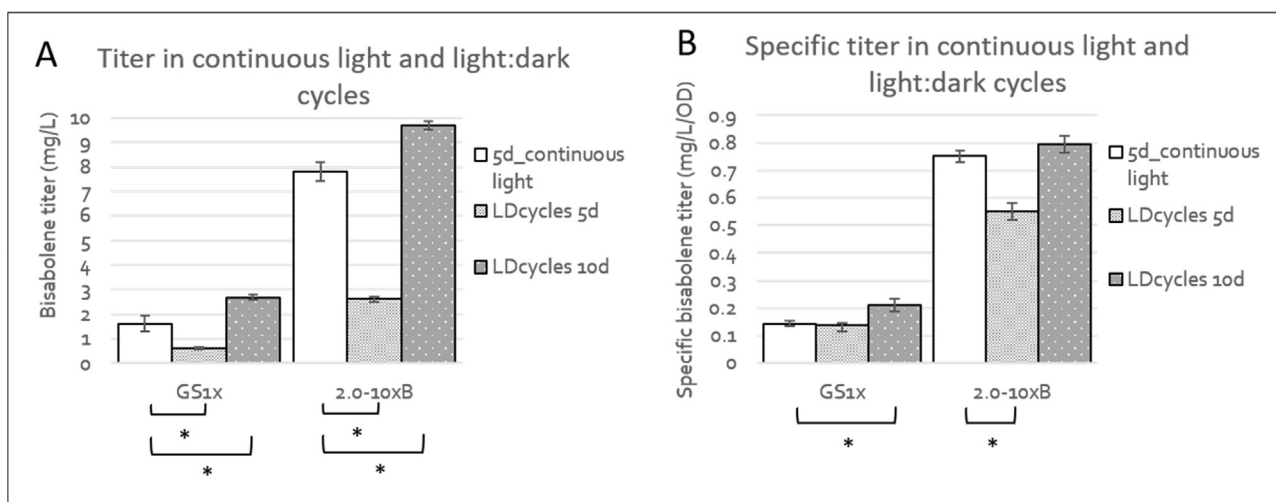 A
Titer in continuous light and light:dark
cycles
Bisabolene titer (mg/L)
10
9
8
7
6
5
4
3
2
1
0
GS1x
2.0-10xB
*
*
*
*
5d_continuous
light
LDcycles 5d
LDcycles 10d
B
Specific titer in continuous light and
light:dark cycles
Specific bisabolene titer (mg/L/OD)
0.9
0.8
0.7
0.6
0.5
0.4
0.3
0.2
0.1
0
GS1x
2.0-10xB
*
*
5d_continuous
light
LDcycles 5d
LDcycles 10d